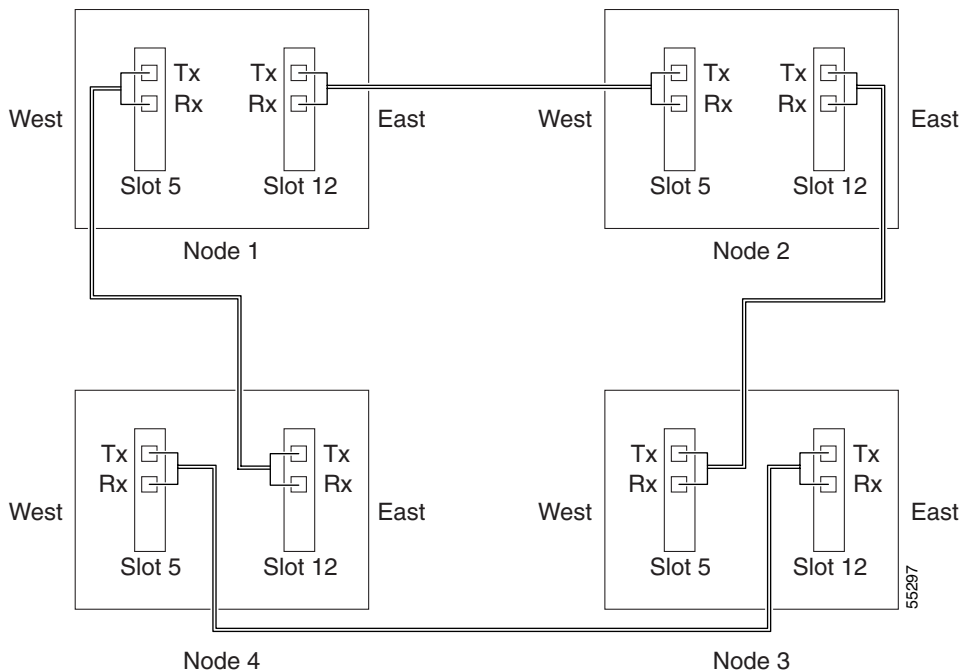 Tx Tx Tx Tx
Rx Rx Rx Rx
West East West East
Slot 5 Slot 12 Slot 5 Slot 12
Node 1 Node 2
Tx Tx Tx Tx
Rx Rx Rx Rx
West East West East
Slot 5 Slot 12 Slot 5 Slot 12
55297
Node 4 Node 3